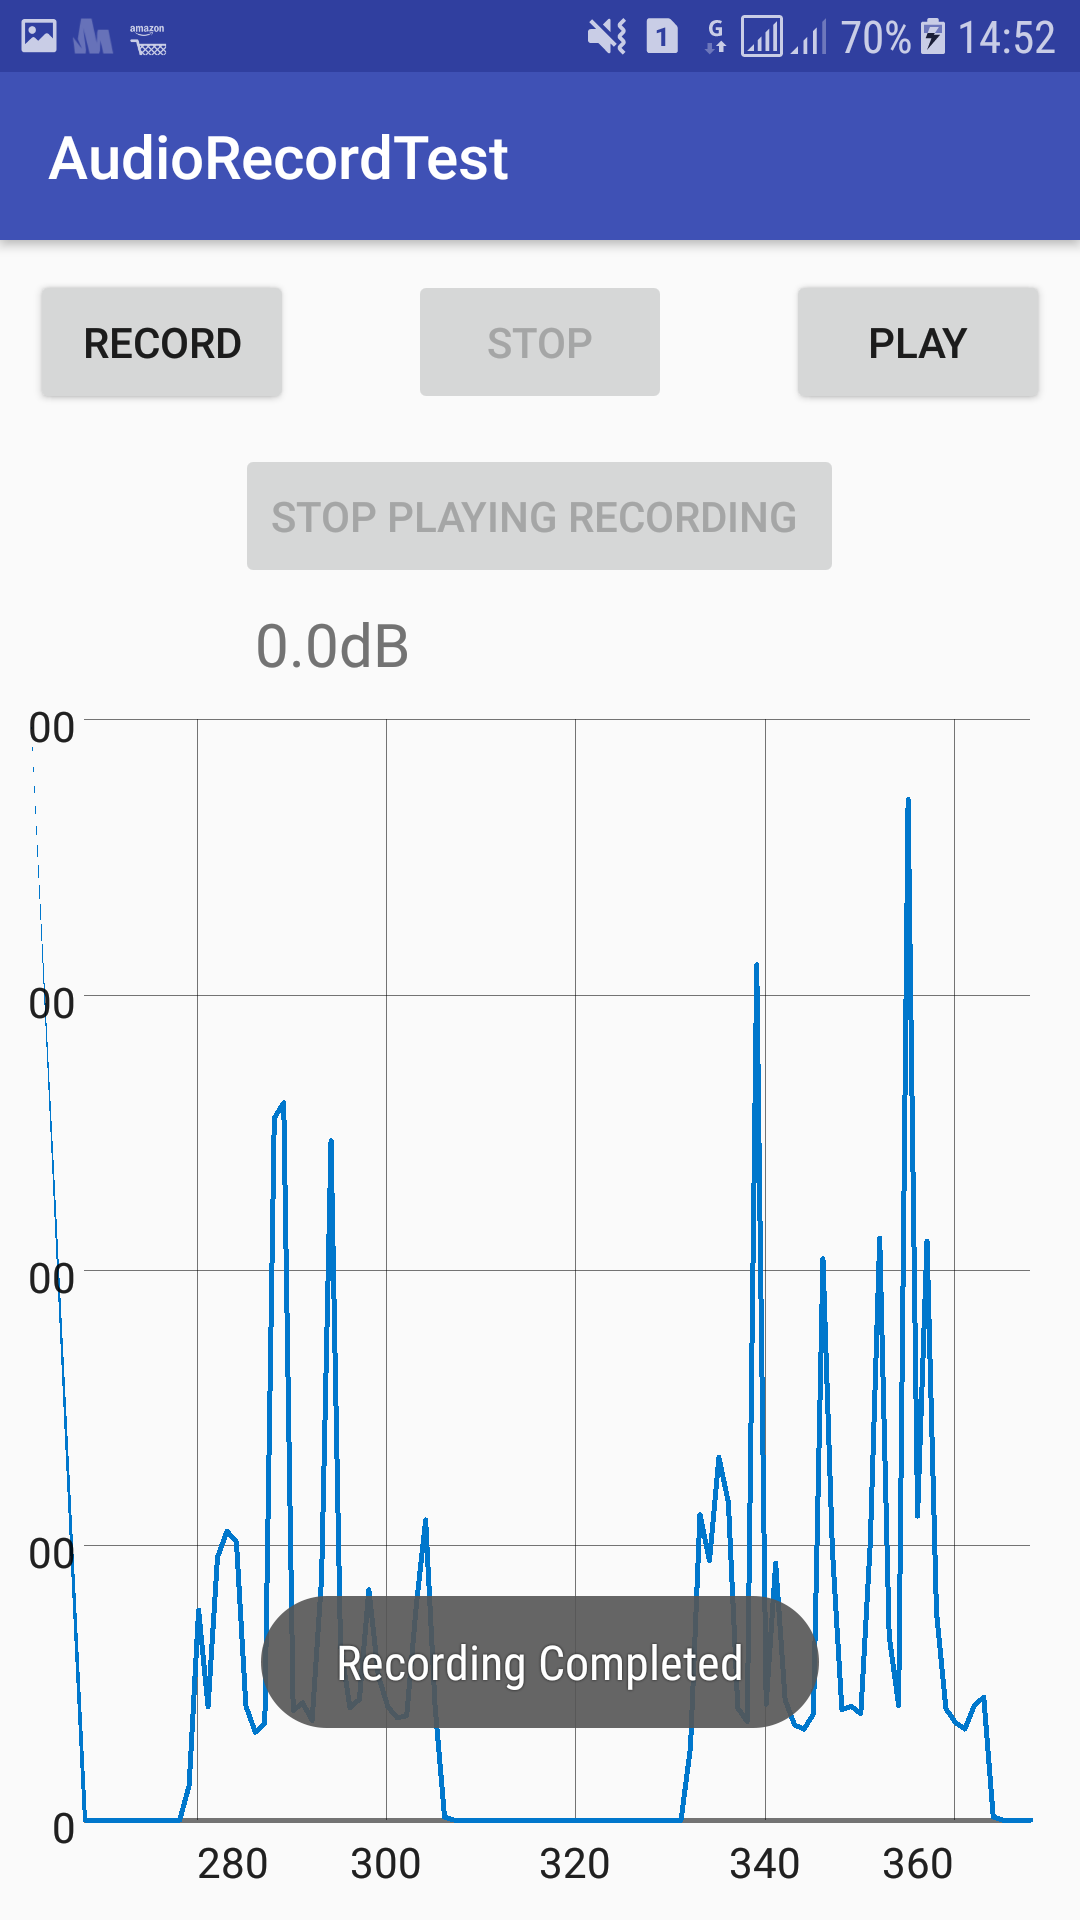 amazon
1
G
70%
14:52
AudioRecordTest
RECORD
STOP
PLAY
STOP PLAYING RECORDING
0.0dB
00
00
00
00
Recording Completed
0
280 300 320 340 360